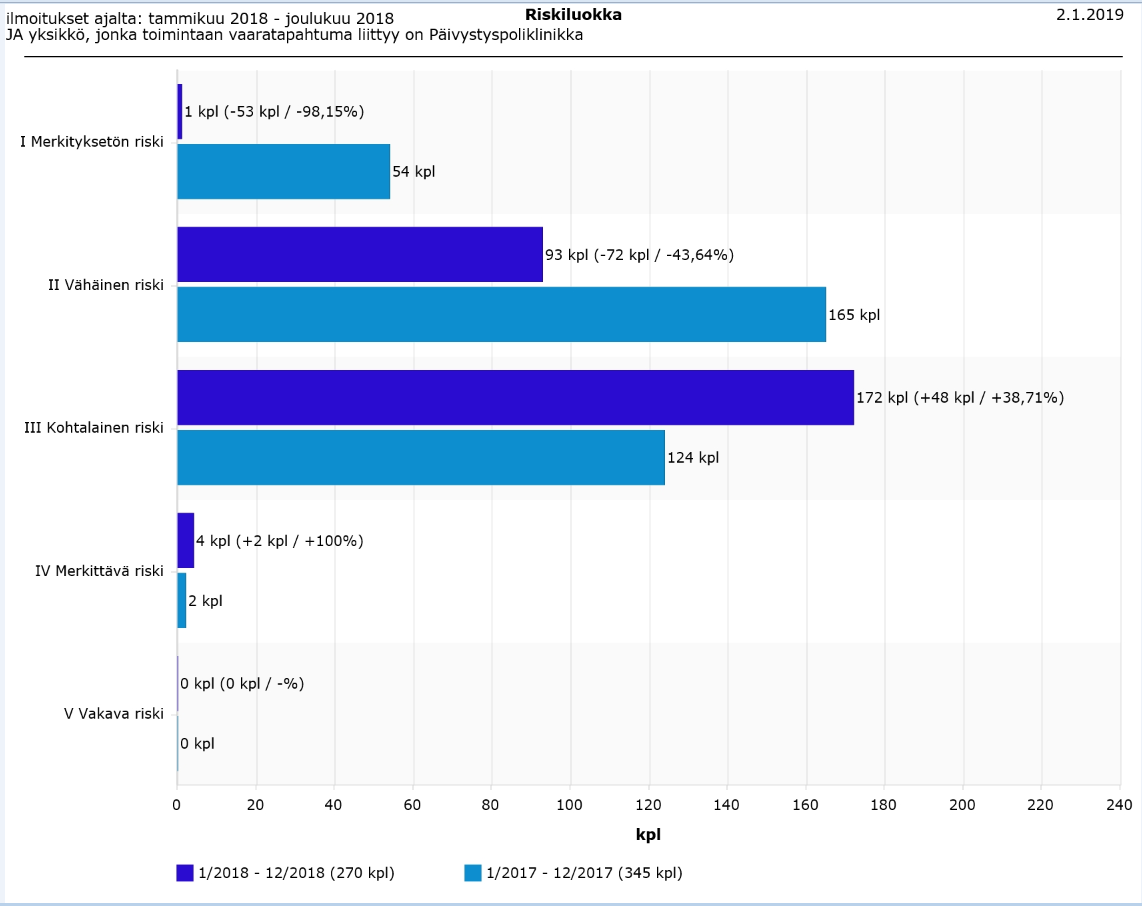 ilmoitukset ajalta: tammikuu 2018 - joulukuu 2018
Riskiluokka
2.1.2019
JA yksikkö, jonka toimintaan vaaratapahtuma liittyy on Päivystyspoliklinikka
1 kpl (-53 kpl / -98,15%)
I Merkityksetön riski
54 kpl
93 kpl (-72 kpl / -43,64%)
II Vähäinen riski
165 kpl
172 kpl (+48 kpl / +38,71%)
III Kohtalainen riski
124 kpl
4 kpl (+2 kpl / +100%)
IV Merkittävä riski
2 kpl
0 kpl (0 kpl / -%)
V Vakava riski
0 kpl
0 20 40 60 80 100 120 140 160 180 200 220 240
kpl
1/2018 - 12/2018 (270 kpl)
1/2017 - 12/2017 (345 kpl)